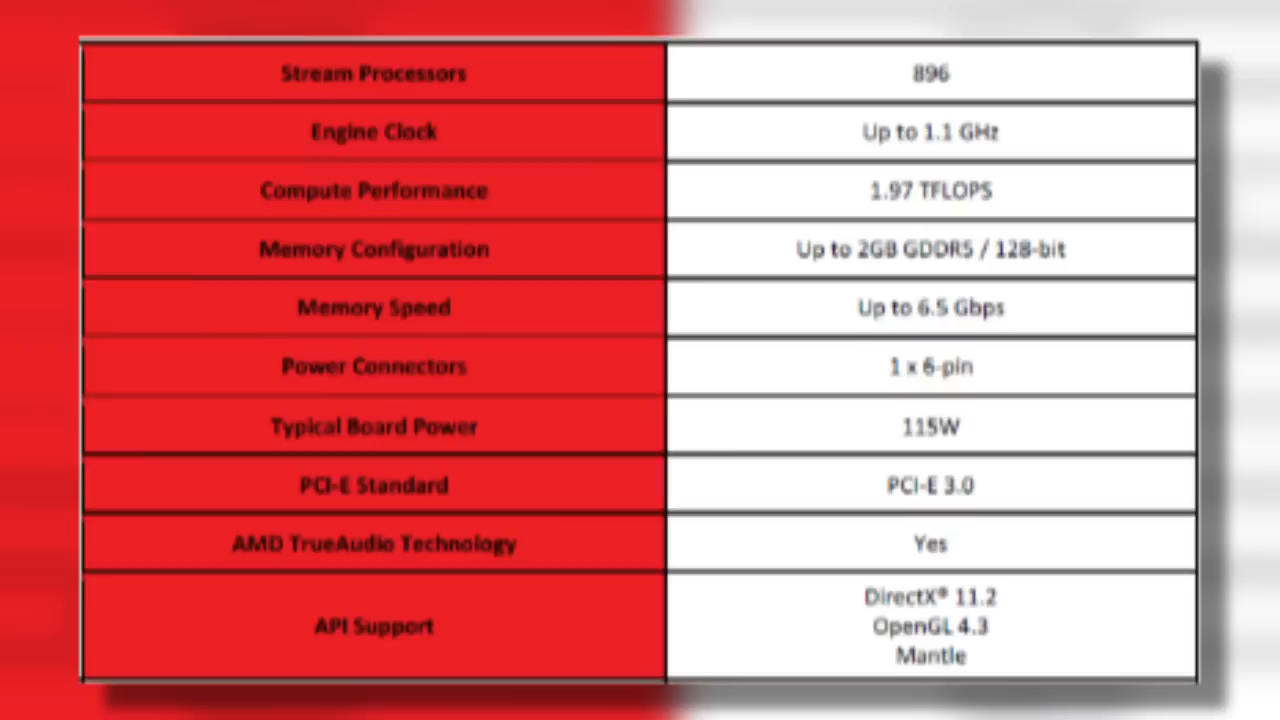 Stream Processors 896
Engine Clock Up to 1.1 GHz
Compute Performance 1.97 TFLOPS
Memory Configuration Up to 2GB GDDR5 / 128-bit
Memory Speed Up to 6.5 Gbps
Power Connectors 1 x 6-pin
Typical Board Power 115W
PCI-E Standard PCI-E 3.0
AMD TrueAudio Technology Yes
API Support
DirectX® 11.2
OpenGL 4.3
Mantle